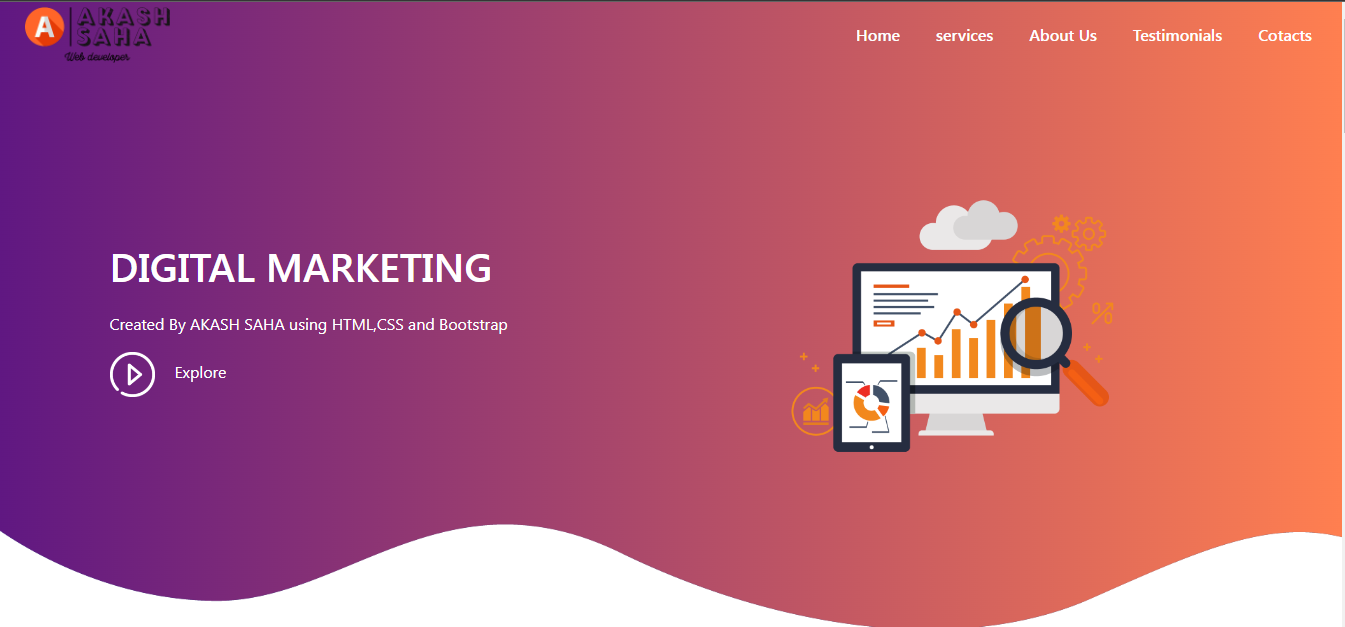 A
AKASH
SAHA
Web developer
Home services About Us Testimonials Cotacts
DIGITAL MARKETING
Created By AKASH SAHA using HTML,CSS and Bootstrap
Explore
%